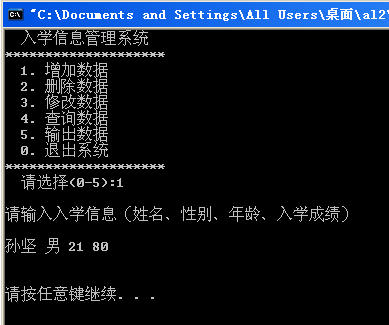 "C:\Documents and Settings\All Users\桌面\al2\
入学信息管理系统
********************
1. 增加数据
2. 删除数据
3. 修改数据
4. 查询数据
5. 输出数据
0. 退出系统
********************
请选择(0-5):1
请输入入学信息（姓名、性别、年龄、入学成绩）
孙坚 男 21 80
请按任意键继续. . .